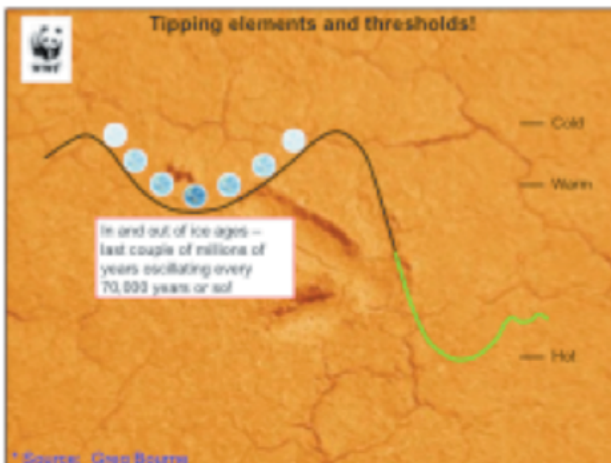 Tipping elements and thresholds!
WWF
Cold
Warm
In and out of ice ages –
last couple of millions of
years oscillating every
70,000 years or so!
Hot
* Source: Greg Bourne